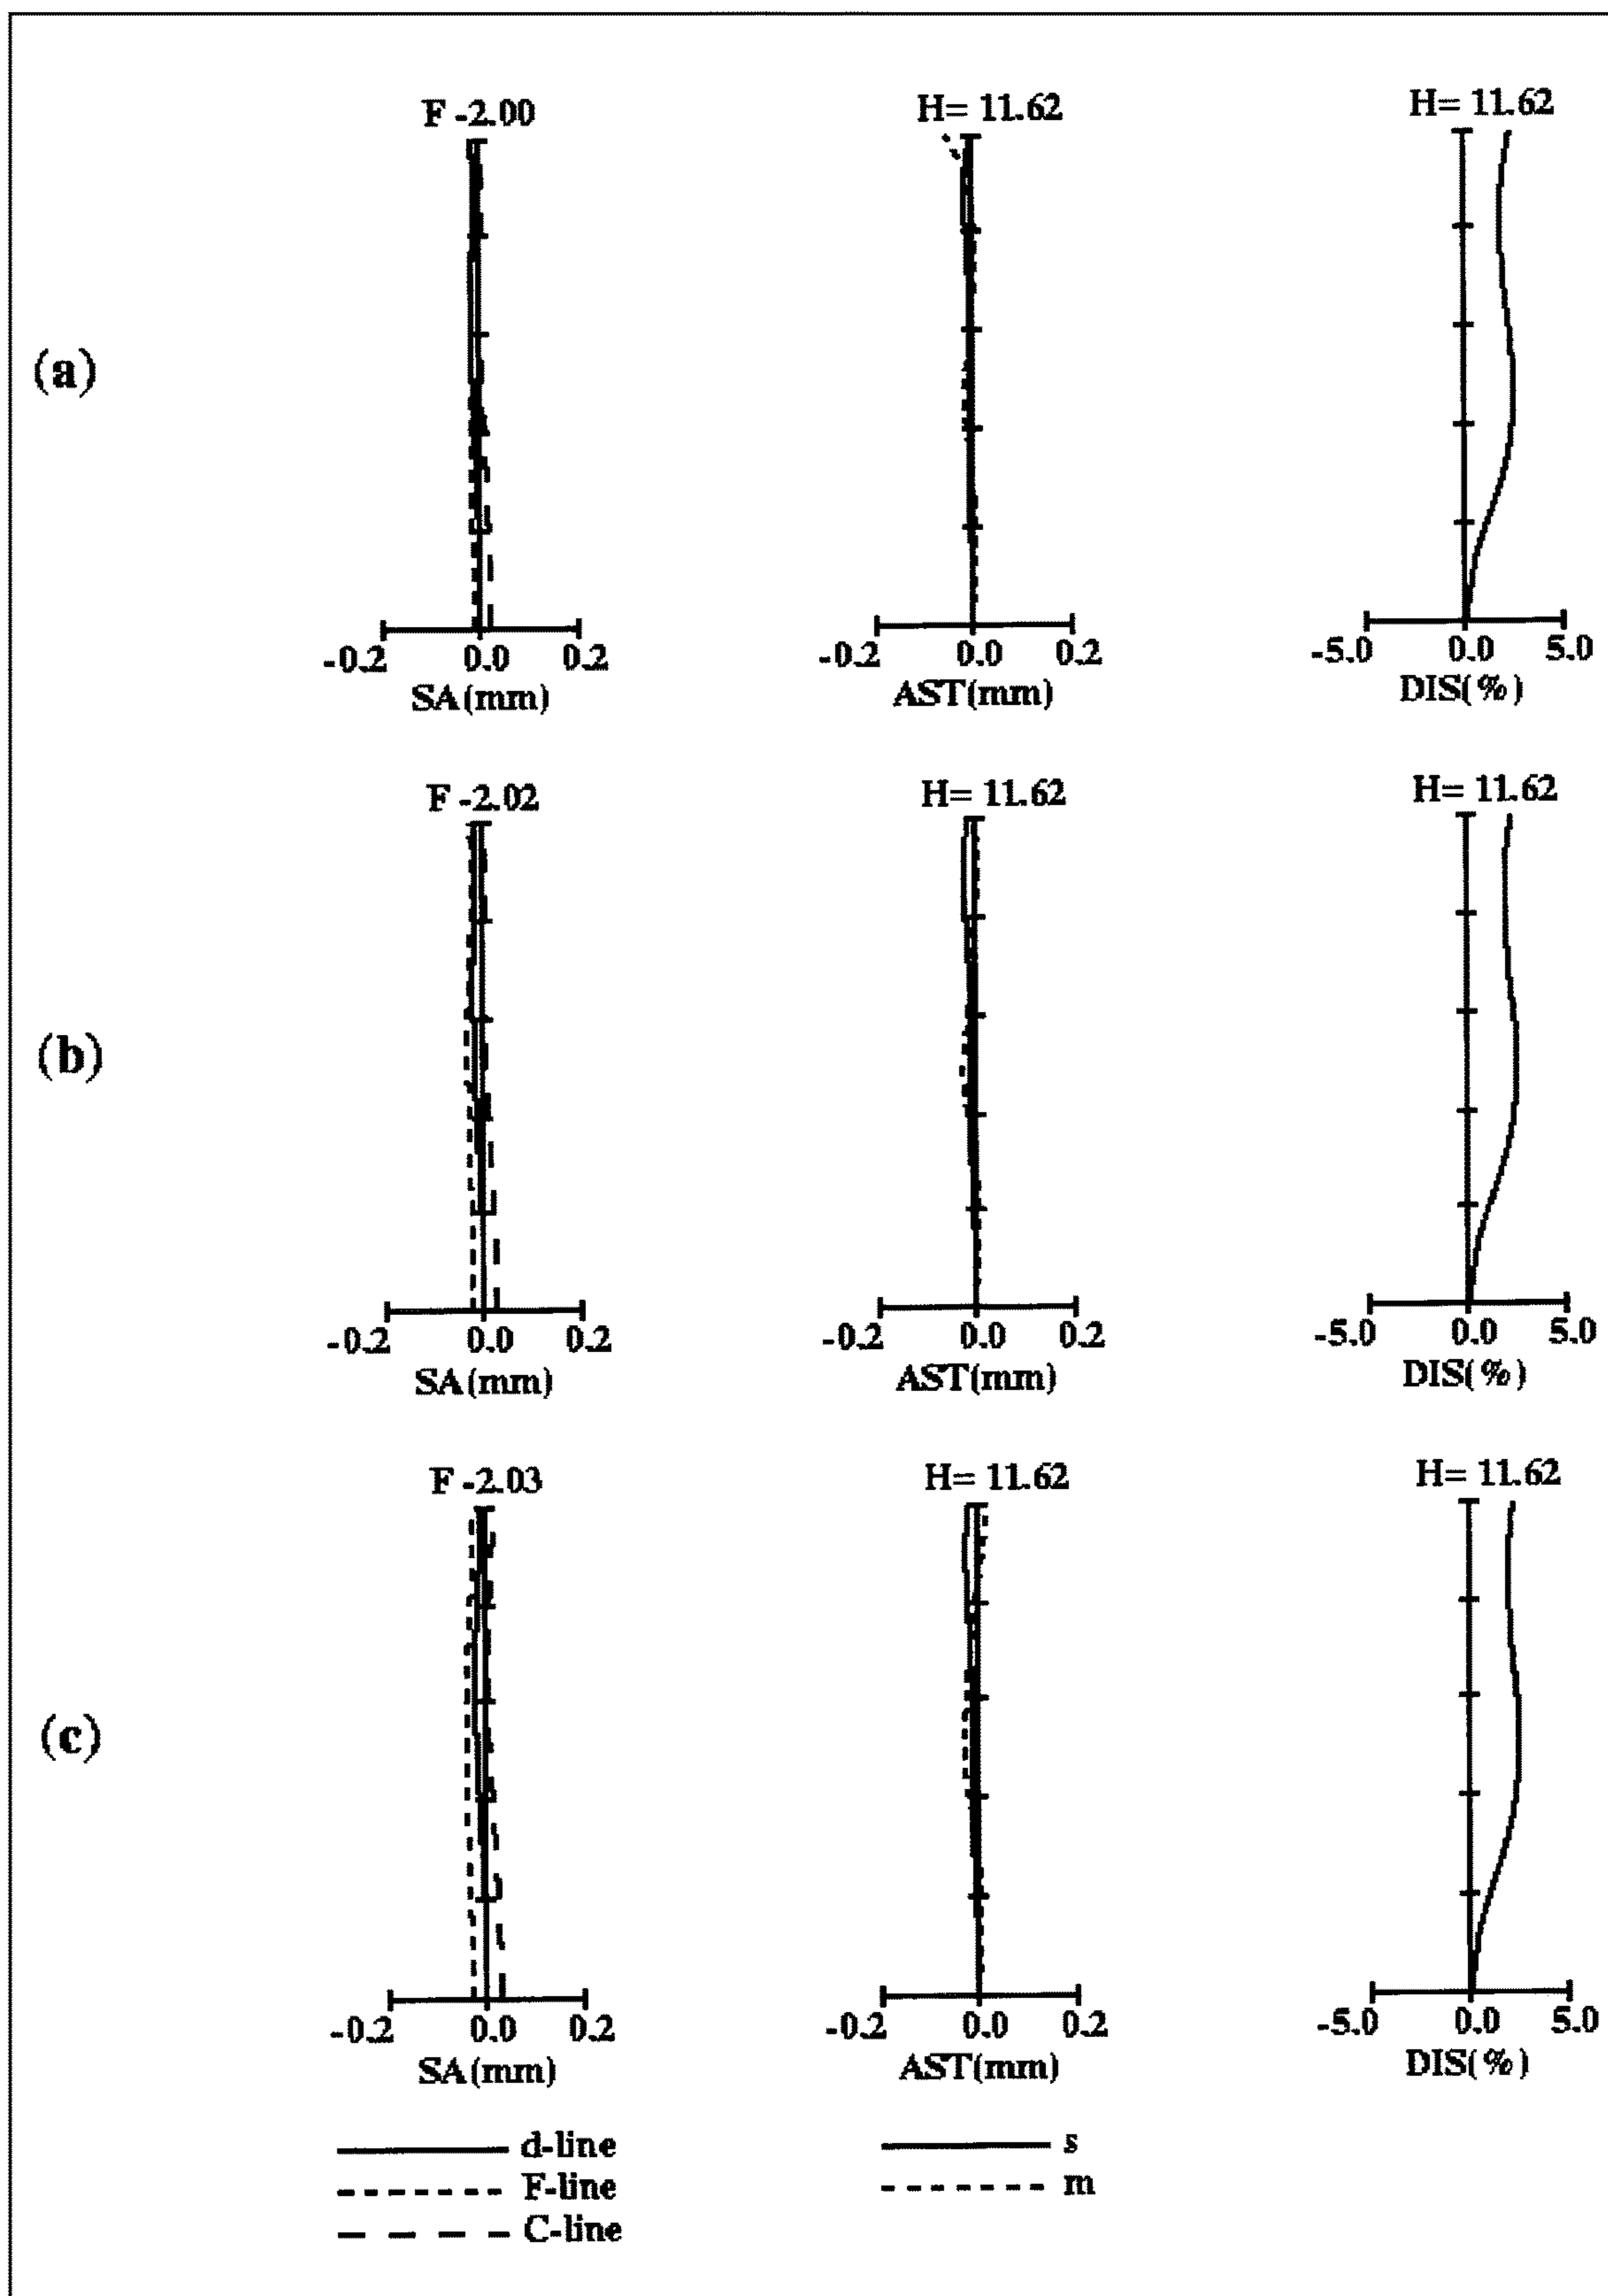 F -2.00
H= 11.62
H= 11.62
(a)
-0.2 0.0 0.2
SA(mm)
-0.2 0.0 0.2
AST(mm)
-5.0 0.0 5.0
DIS(%)
F -2.02
H= 11.62
H= 11.62
(b)
-0.2 0.0 0.2
SA(mm)
-0.2 0.0 0.2
AST(mm)
-5.0 0.0 5.0
DIS(%)
F -2.03
H= 11.62
H= 11.62
(c)
-0.2 0.0 0.2
SA(mm)
-0.2 0.0 0.2
AST(mm)
-5.0 0.0 5.0
DIS(%)
d-line
F-line
C-line
s
m